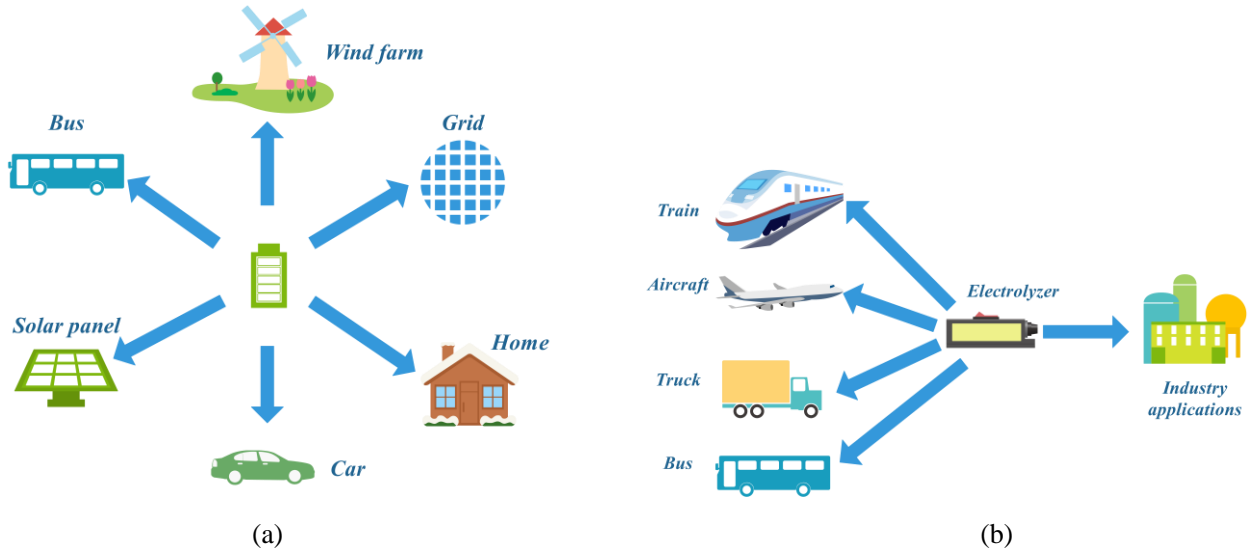 Wind farm
Bus
Grid
Solar panel
Home
Car
(a)
Train
Aircraft
Electrolyzer
Truck
Industry
applications
Bus
(b)